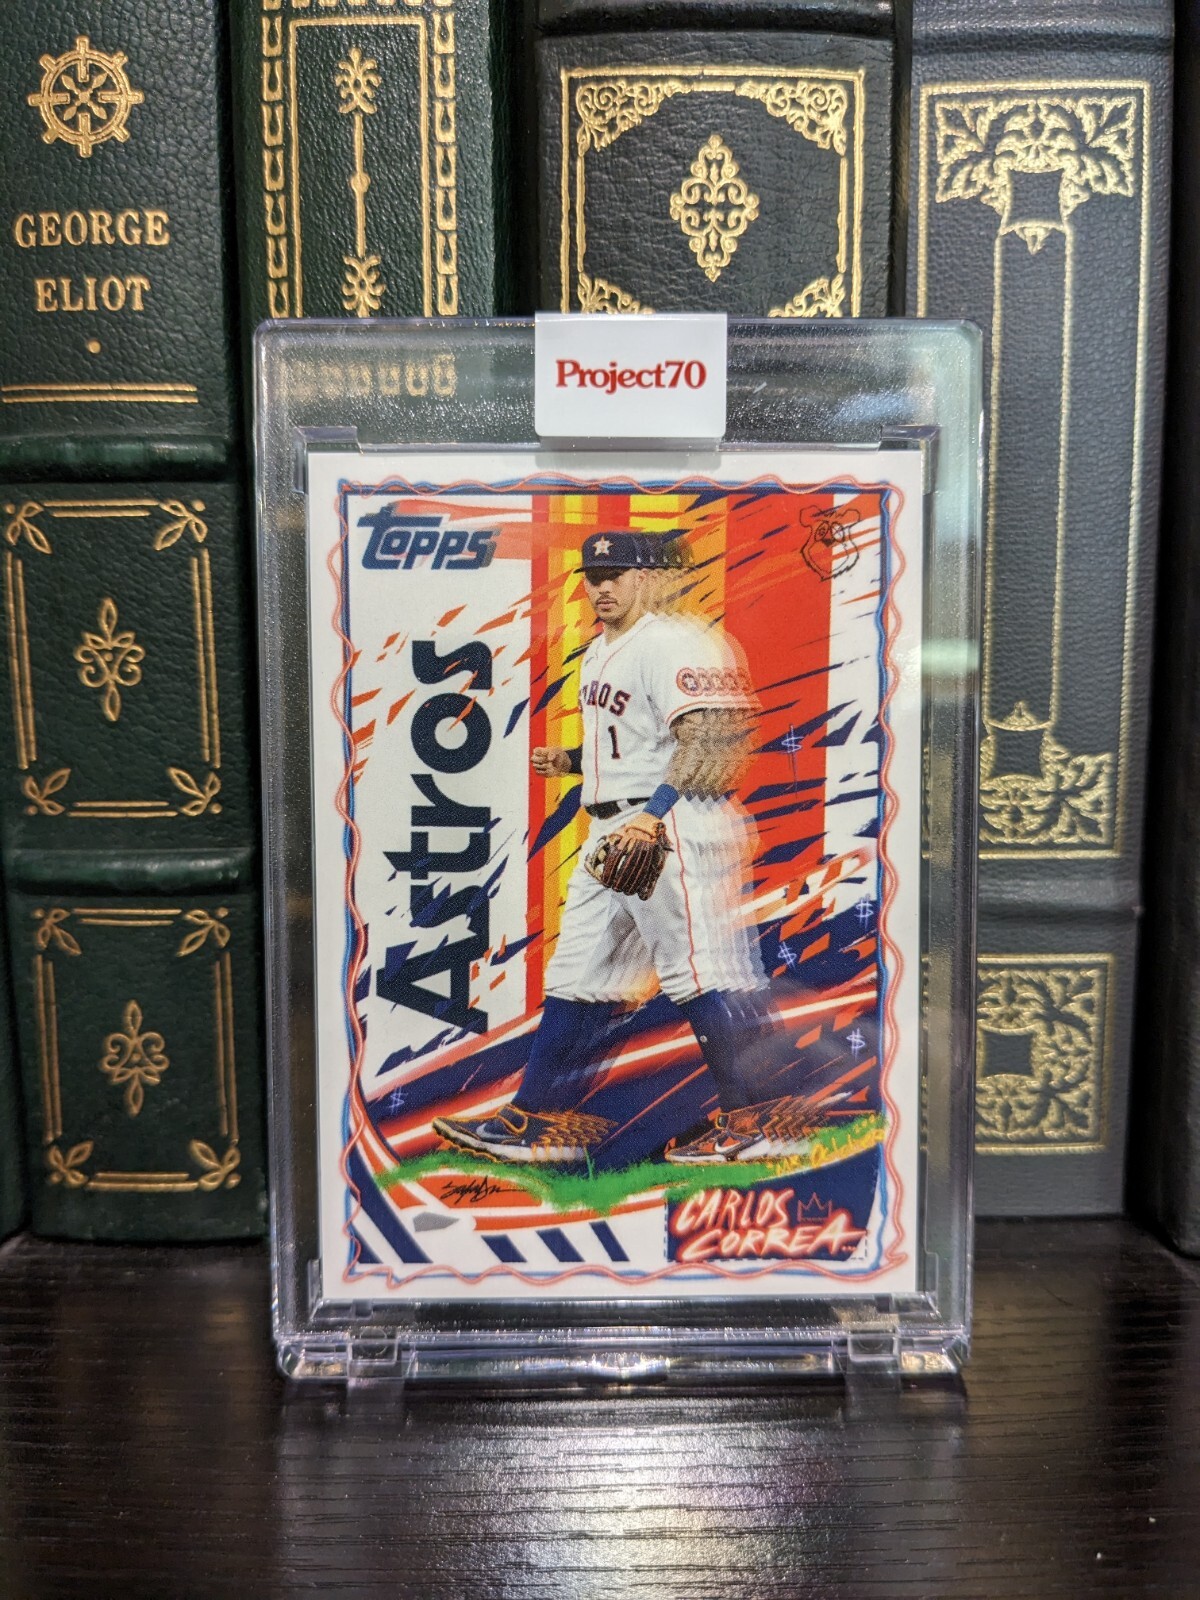 GEORGE
ELIOT
Project70
Topps
Astros
ROS
1
$
$
$
$
$
CARLOS
CORREA...